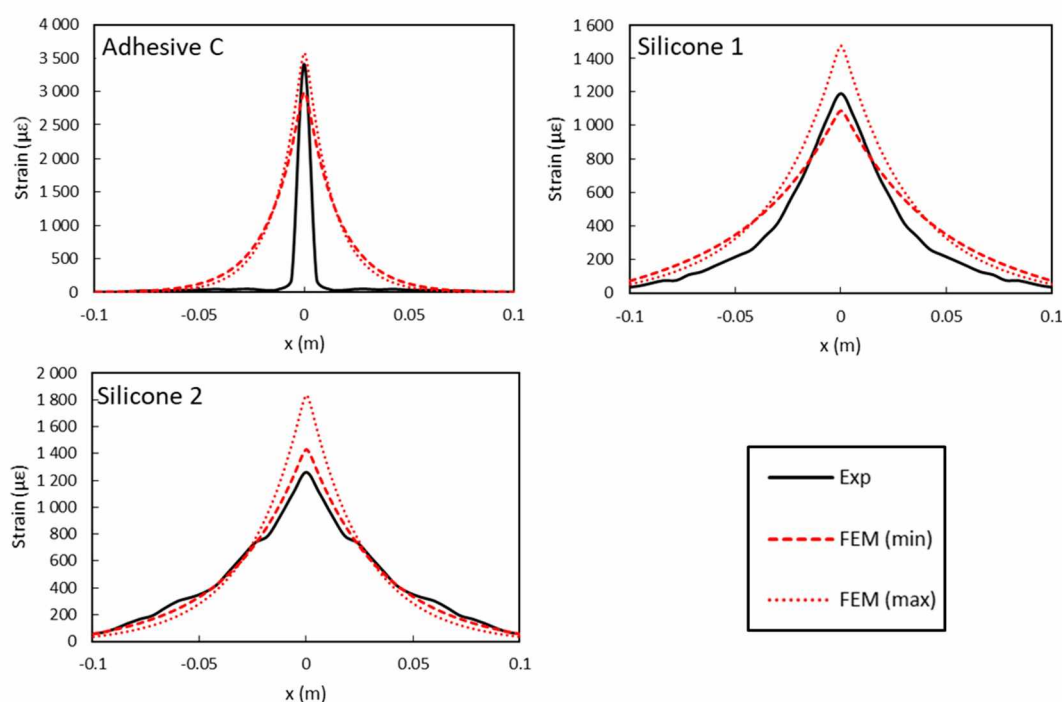 Adhesive C
4 000
3 500
3 000
2 500
2 000
1 500
1 000
500
0
Strain (με)
-0.1 -0.05 0 0.05 0.1
x (m)
Silicone 1
1 600
1 400
1 200
1 000
800
600
400
200
0
Strain (με)
-0.1 -0.05 0 0.05 0.1
x (m)
Silicone 2
2 000
1 800
1 600
1 400
1 200
1 000
800
600
400
200
0
Strain (με)
-0.1 -0.05 0 0.05 0.1
x (m)
Exp
FEM (min)
FEM (max)